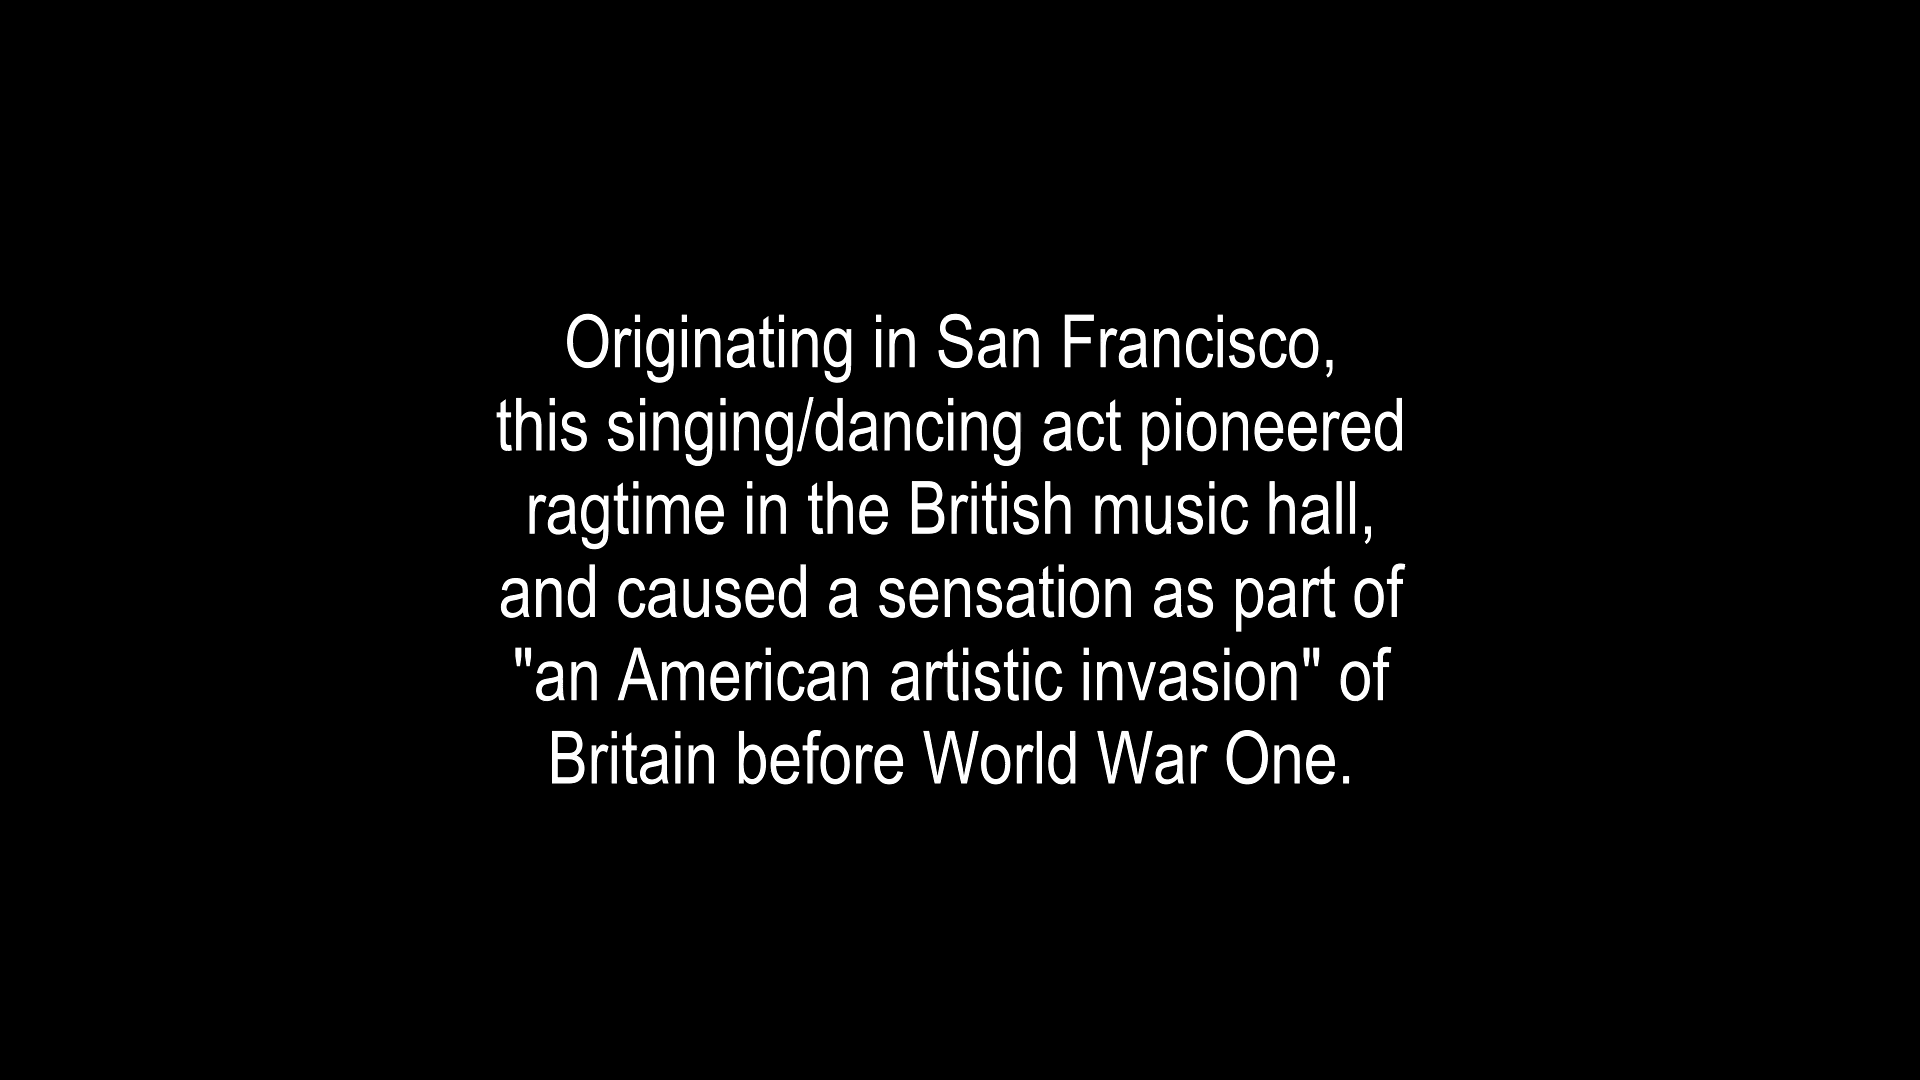 Originating in San Francisco,
this singing/dancing act pioneered
ragtime in the British music hall,
and caused a sensation as part of
"an American artistic invasion" of
Britain before World War One.